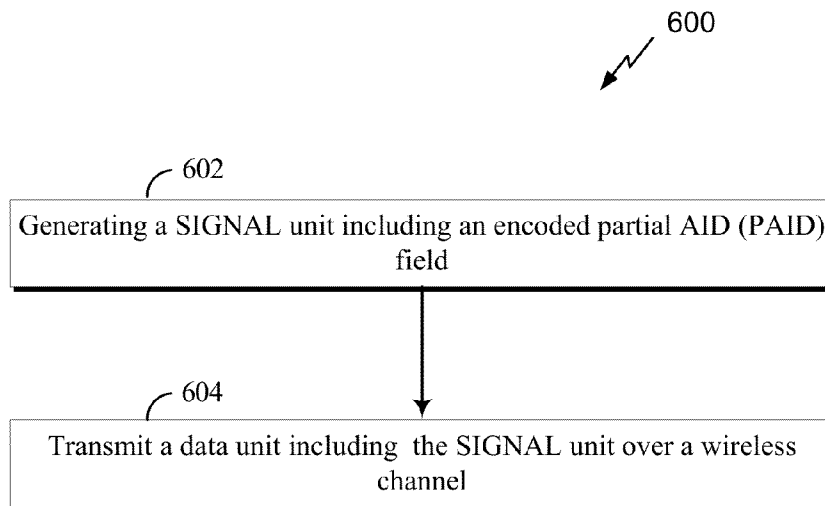 600
602
Generating a SIGNAL unit including an encoded partial AID (PAID)
field
604
Transmit a data unit including the SIGNAL unit over a wireless
channel